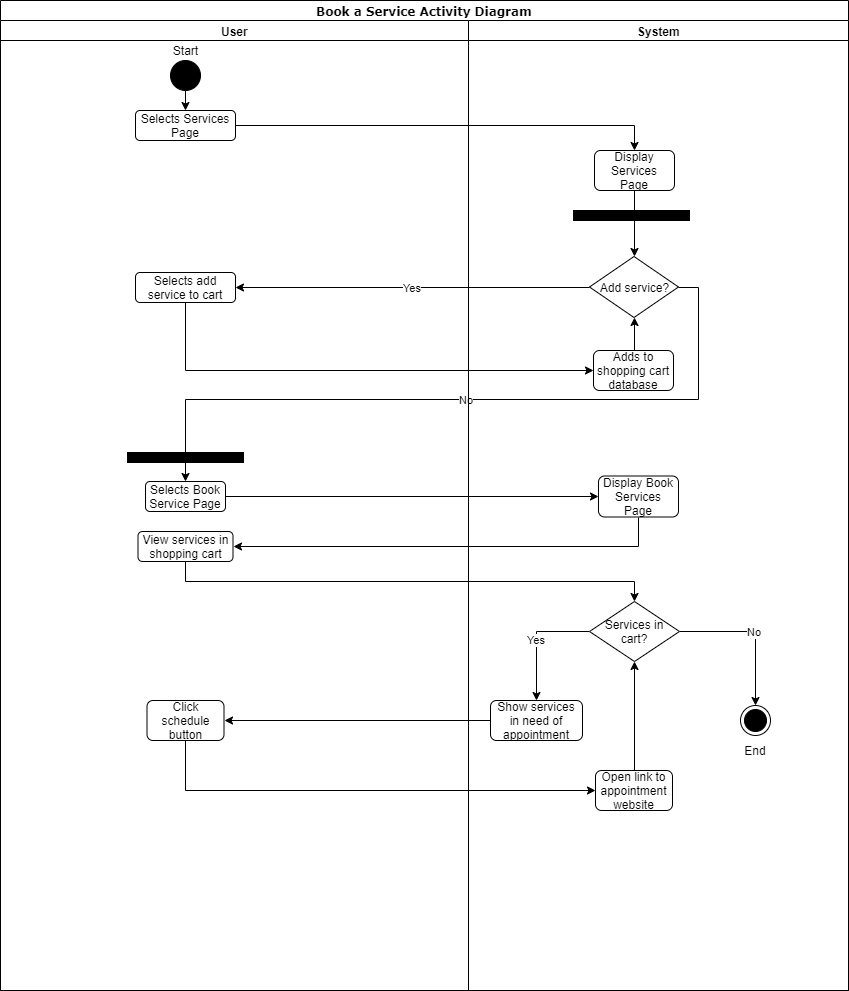 Book a Service Activity Diagram
User
System
Start
Selects Services
Page
Display
Services
Page
Add service?
Yes
Selects add
service to cart
Adds to
shopping cart
database
No
Selects Book
Service Page
Display Book
Services
Page
View services in
shopping cart
Services in
cart?
Yes
No
Show services
in need of
appointment
Click
schedule
button
End
Open link to
appointment
website